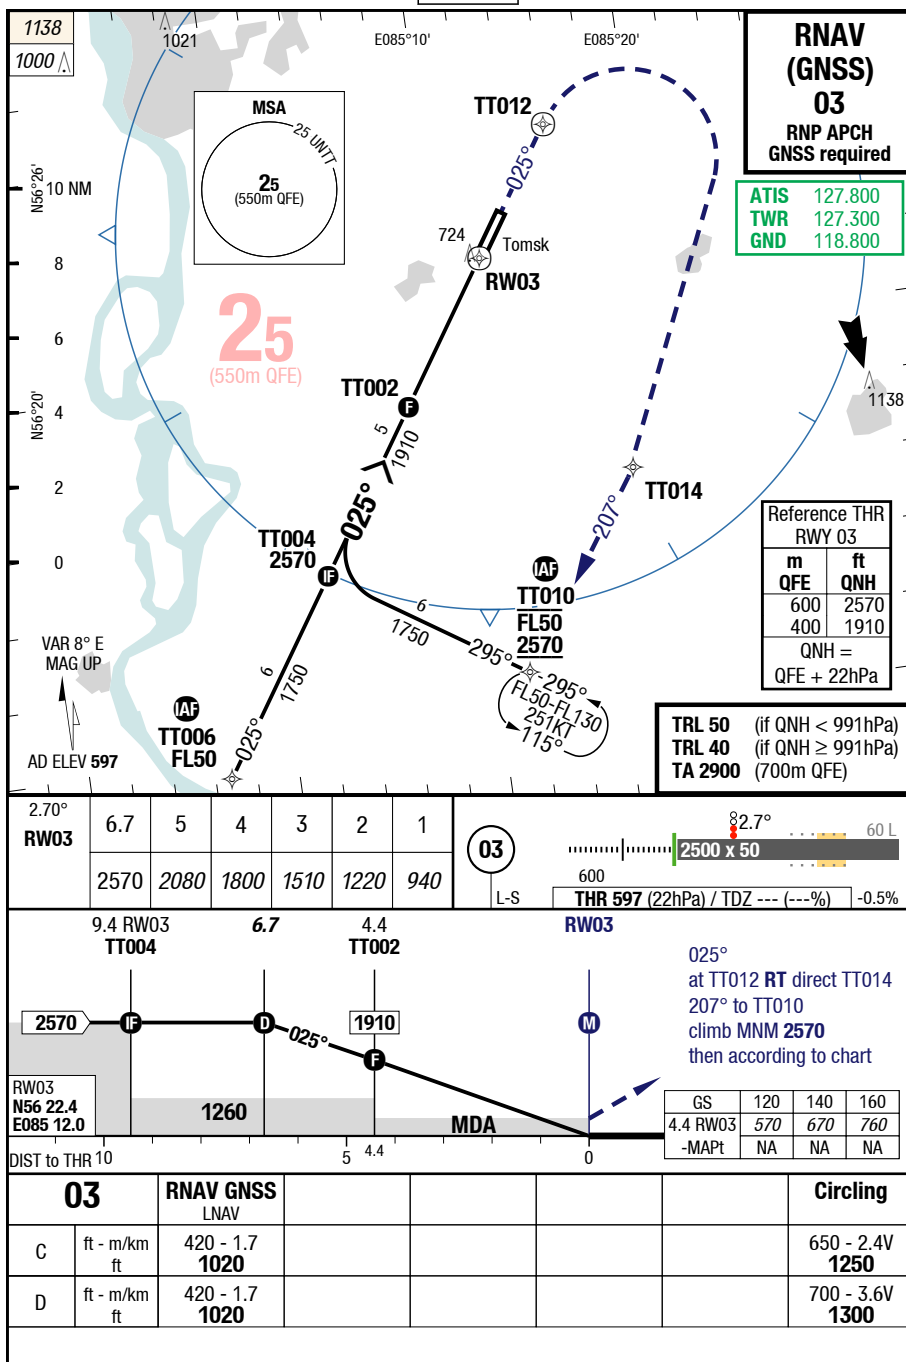 1138
1000
1021
E085°10'
E085°20'
RNAV
(GNSS)
03
RNP APCH
GNSS required
MSA
25 UNTT
25
(550m QFE)
TT012
025°
N56°26'
10 NM
ATIS 127.800
TWR 127.300
GND 118.800
724
Tomsk
RW03
8
25
(550m QFE)
6
TT002
F
1138
N56°20'
4
5
1910
2
025°
TT014
207°
TT004
2570
IF
0
IAF
TT010
FL50
2570
Reference THR
RWY 03
m ft
QFE QNH
600 2570
400 1910
QNH =
QFE + 22hPa
6
1750
295°
VAR 8° E
MAG UP
6
1750
295°
FL50-FL130
251KT
115°
IAF
TT006
FL50
025°
AD ELEV 597
TRL 50 (if QNH < 991hPa)
TRL 40 (if QNH ≥ 991hPa)
TA 2900 (700m QFE)
2.70°
RW03
6.7 5 4 3 2 1
2570 2080 1800 1510 1220 940
03
L-S
2.7°
60 L
2500 x 50
600
THR 597 (22hPa) / TDZ --- (---%) -0.5%
9.4 RW03 6.7 4.4 RW03
TT004 TT002
025°
at TT012 RT direct TT014
207° to TT010
climb MNM 2570
then according to chart
2570
IF
D
025°
1910
F
M
RW03
N56 22.4
E085 12.0
1260
MDA
GS 120 140 160
4.4 RW03 570 670 760
-MAPt NA NA NA
DIST to THR 10 5 4.4 0
03 RNAV GNSS Circling
LNAV
C ft - m/km 420 - 1.7 650 - 2.4V
ft 1020 1250
D ft - m/km 420 - 1.7 700 - 3.6V
ft 1020 1300